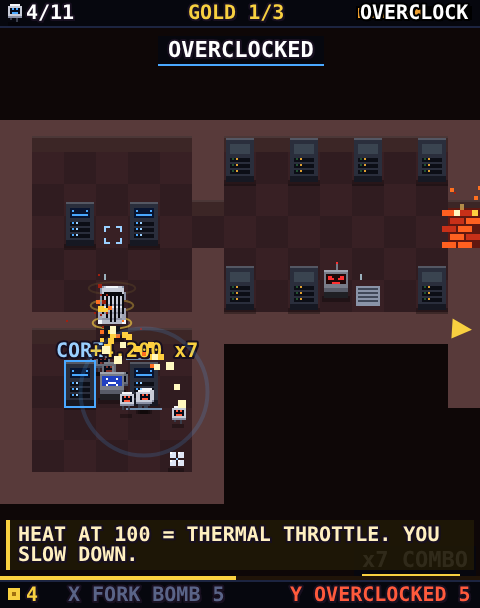 4/11 GOLD 1/3 OVERCLOCK
OVERCLOCKED
200 x7
HEAT AT 100 = THERMAL THROTTLE. YOU
SLOW DOWN.
x7 COMBO
4 X FORK BOMB 5 Y OVERCLOCKED 5